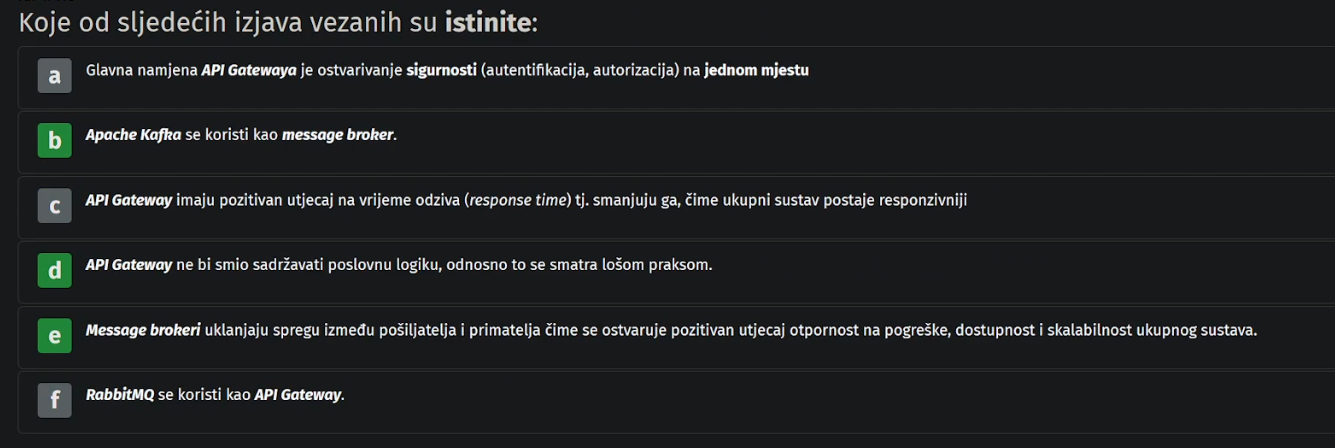 Koje od sljedećih izjava vezanih su istinite:
a Glavna namjena API Gatewaya je ostvarivanje sigurnosti (autentifikacija, autorizacija) na jednom mjestu
b Apache Kafka se koristi kao message broker.
c API Gateway imaju pozitivan utjecaj na vrijeme odziva (response time) tj. smanjuju ga, čime ukupni sustav postaje responzivniji
d API Gateway ne bi smio sadržavati poslovnu logiku, odnosno to se smatra lošom praksom.
e Message brokeri uklanjaju spregu između pošiljatelja i primatelja čime se ostvaruje pozitivan utjecaj otpornost na pogreške, dostupnost i skalabilnost ukupnog sustava.
f RabbitMQ se koristi kao API Gateway.